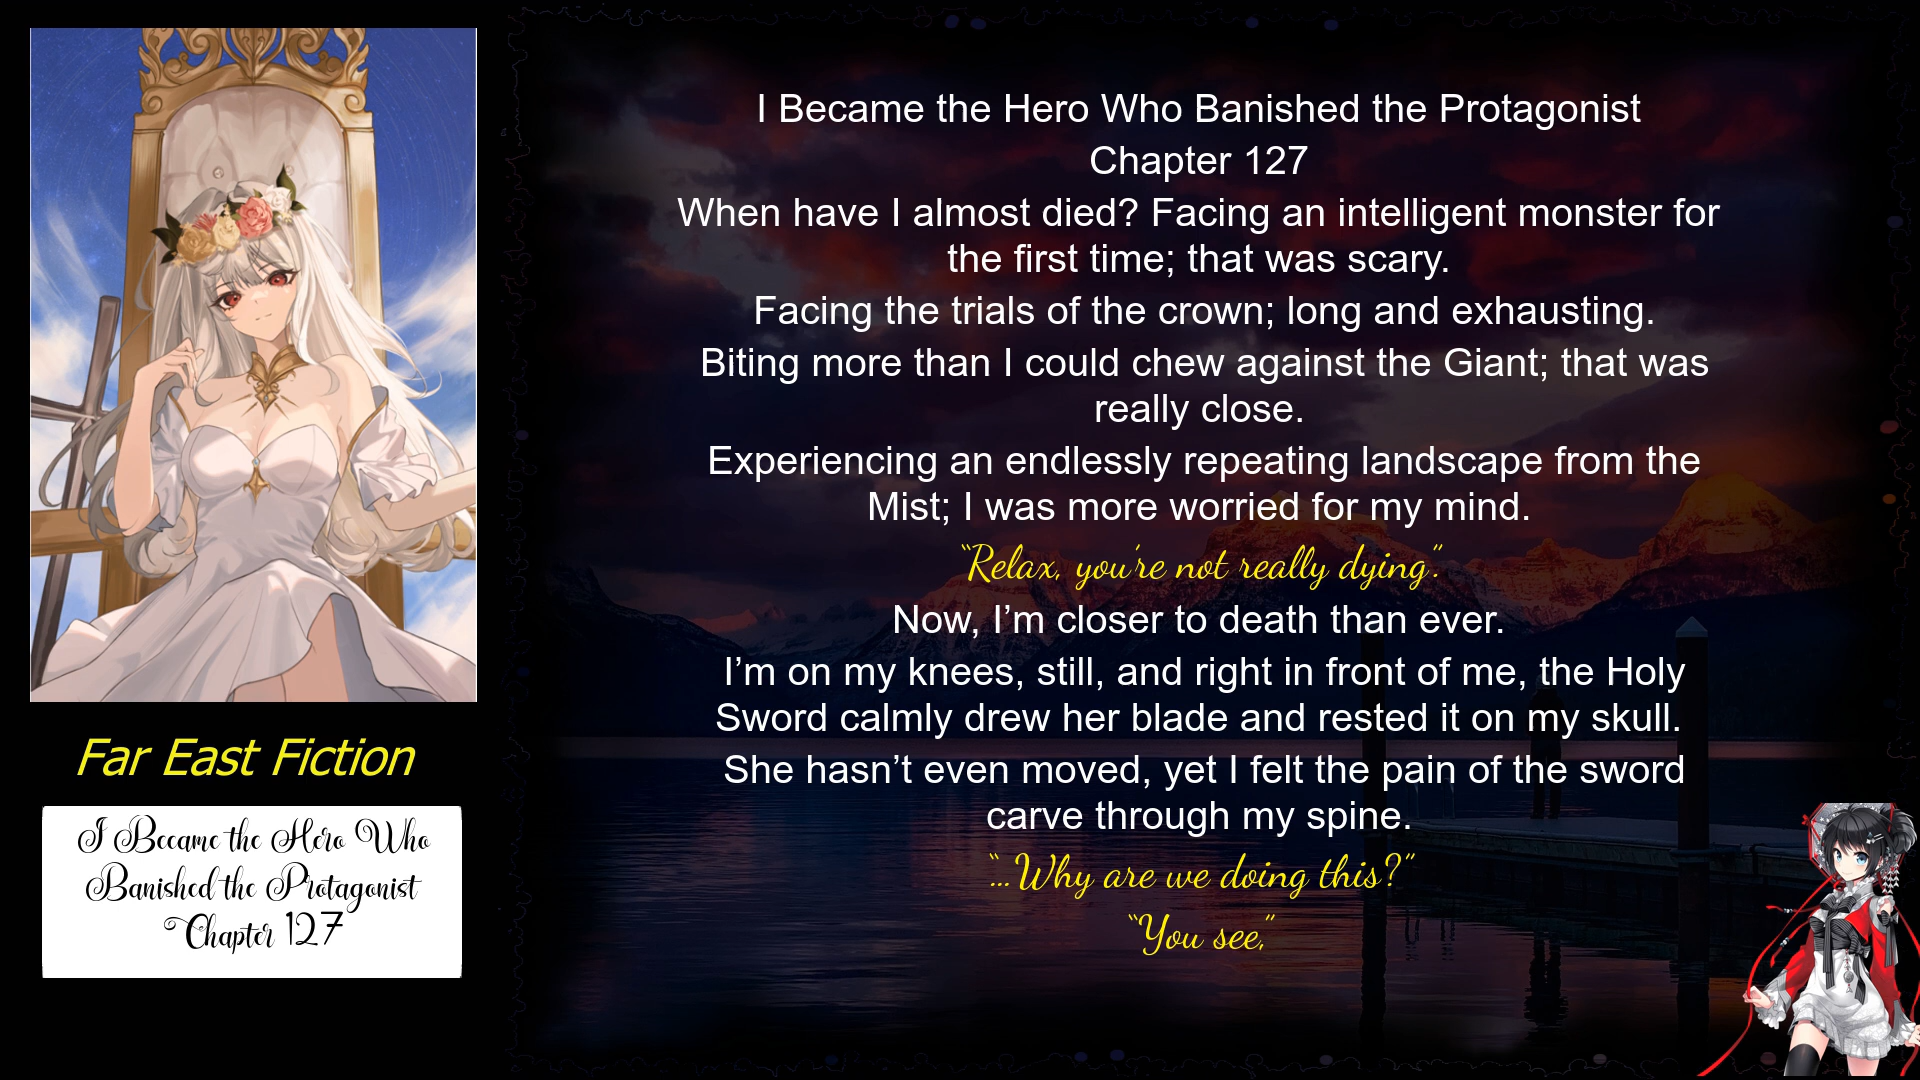 I Became the Hero Who Banished the Protagonist
Chapter 127
When have I almost died? Facing an intelligent monster for
the first time; that was scary.
Facing the trials of the crown; long and exhausting.
Biting more than I could chew against the Giant; that was
really close.
Experiencing an endlessly repeating landscape from the
Mist; I was more worried for my mind.
“Relax, you’re not really dying”.
Now, I’m closer to death than ever.
I’m on my knees, still, and right in front of me, the Holy
Sword calmly drew her blade and rested it on my skull.
She hasn’t even moved, yet I felt the pain of the sword
carve through my spine.
“…Why are we doing this?”
“You see,”
Far East Fiction
I Became the Hero Who
Banished the Protagonist
Chapter 127